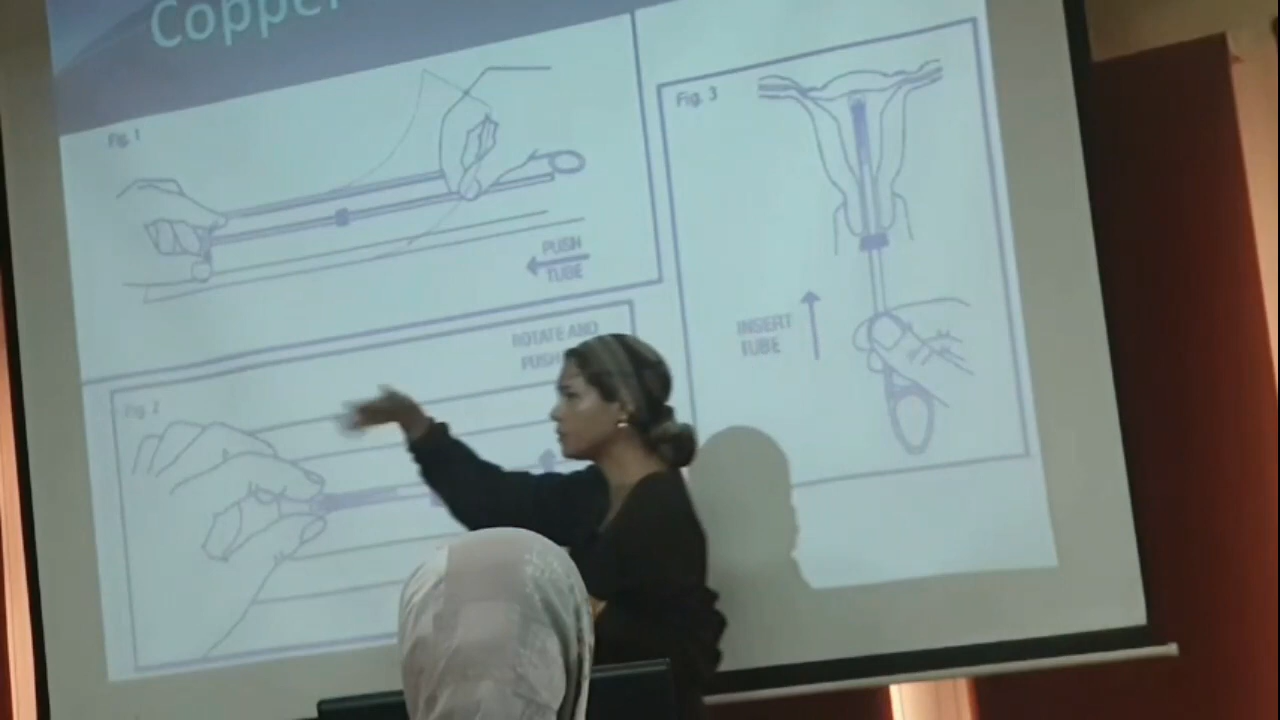 Copper
Fig. 1
PUSH
TUBE
Fig. 2
ROTATE AND
PUSH
Fig. 3
INSERT
TUBE